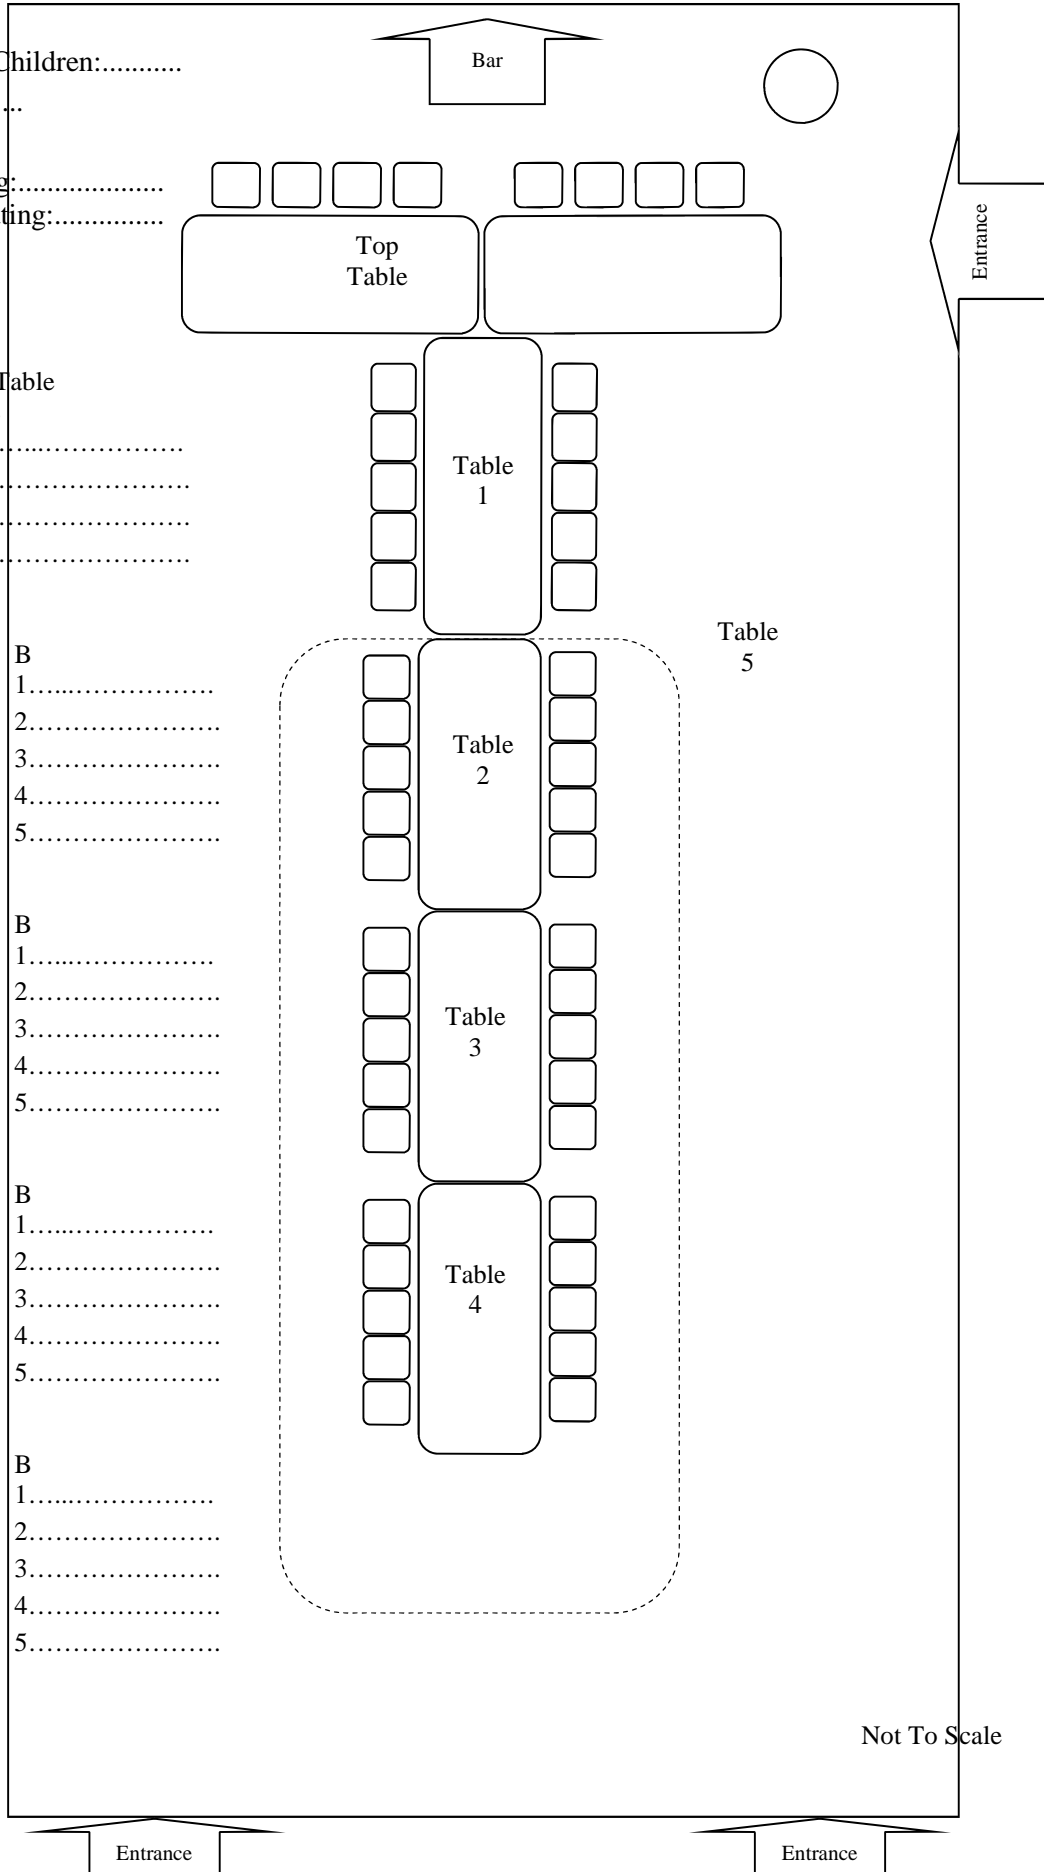 Children:...........
Bar
....
g:....................
ting:...............
Entrance
Top
Table
Table
…...…………….
………………….
………………….
………………….
Table
1
Table
5
B
1…...…………….
2………………….
3………………….
4………………….
5………………….
Table
2
B
1…...…………….
2………………….
3………………….
4………………….
5………………….
Table
3
B
1…...…………….
2………………….
3………………….
4………………….
5………………….
Table
4
B
1…...…………….
2………………….
3………………….
4………………….
5………………….
Not To Scale
Entrance
Entrance